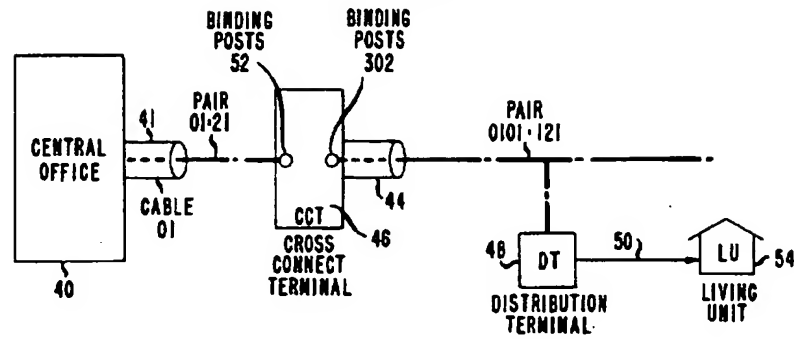 BINDING
POSTS
52
BINDING
POSTS
302
PAIR
01-21
41
CENTRAL
OFFICE
CABLE
01
40
CCT
46
CROSS
CONNECT
TERMINAL
44
PAIR
0101-121
48
DT
DISTRIBUTION
TERMINAL
50
LU
54
LIVING
UNIT